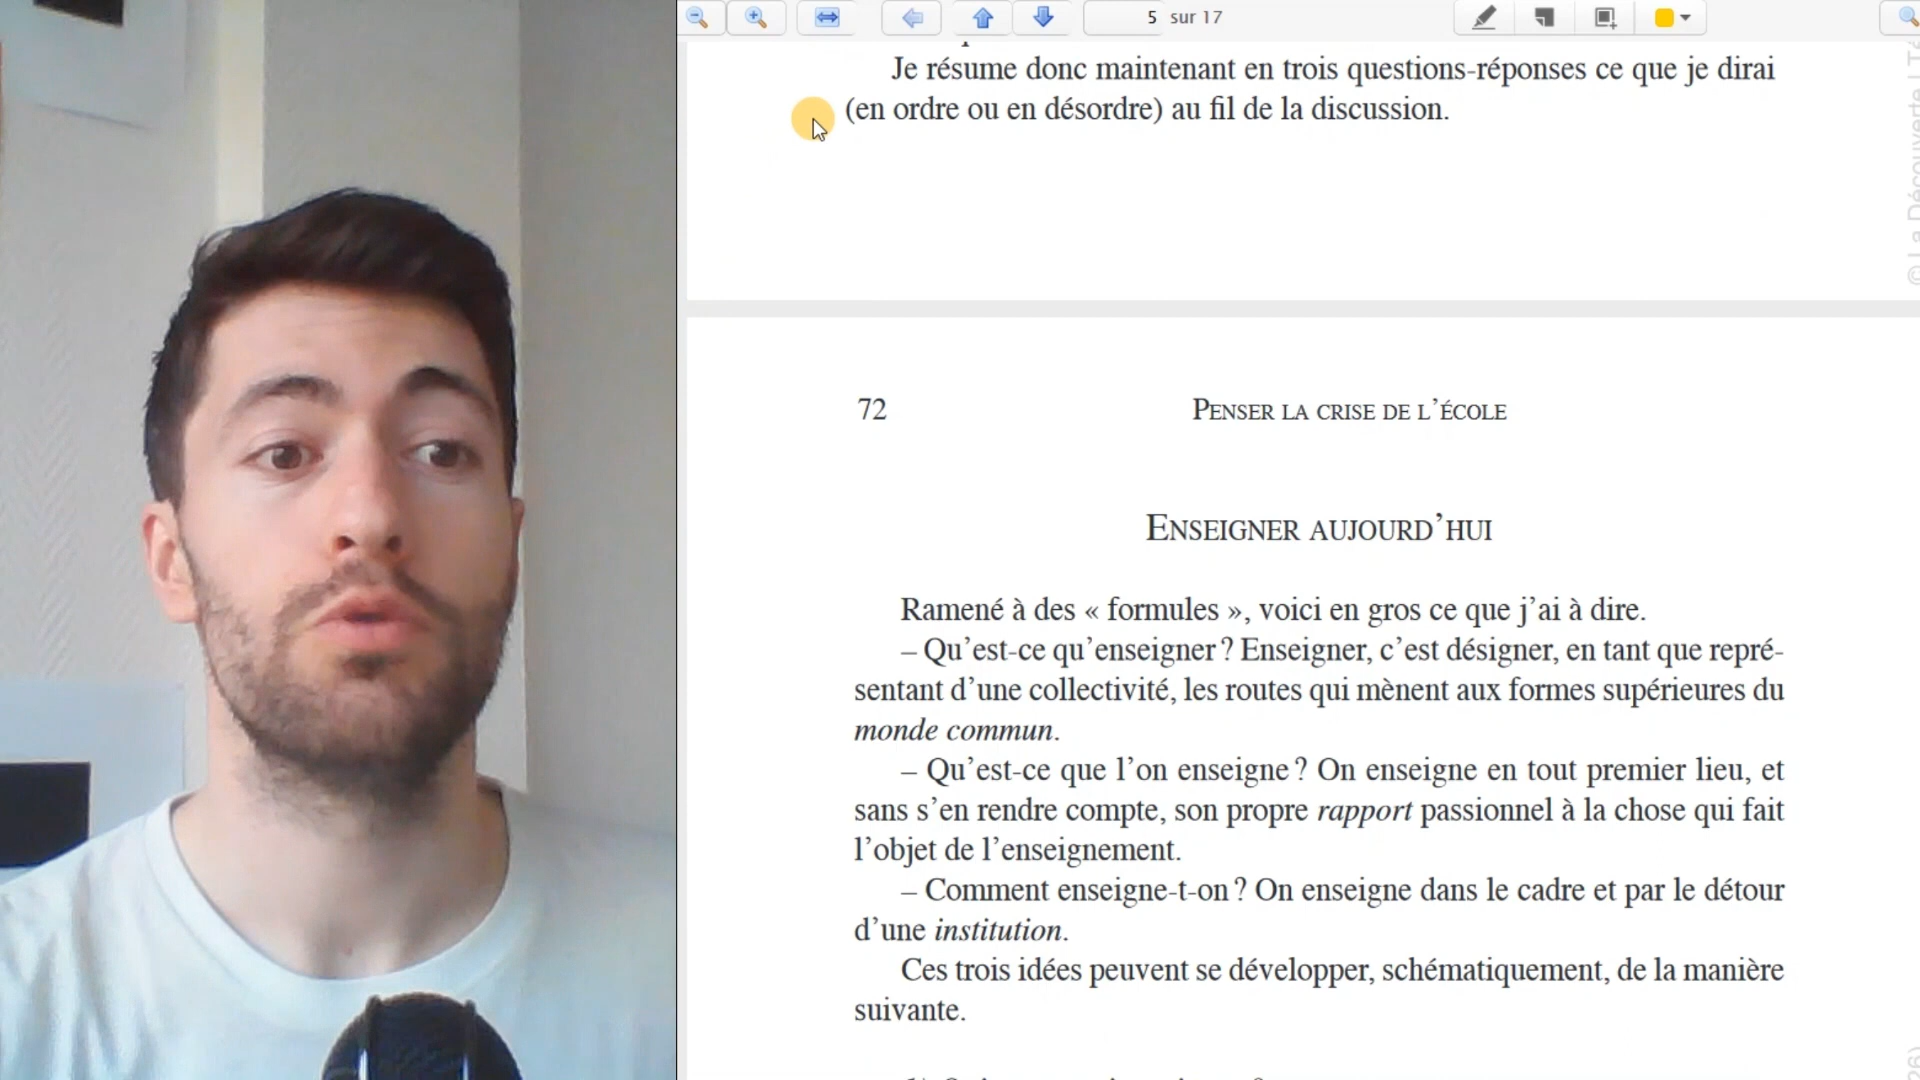 5 sur 17
Je résume donc maintenant en trois questions-réponses ce que je dirai
(en ordre ou en désordre) au fil de la discussion.
© La Découverte |
72
PENSER LA CRISE DE L’ÉCOLE
ENSEIGNER AUJOURD’HUI
Ramené à des « formules », voici en gros ce que j’ai à dire.
– Qu’est-ce qu’enseigner ? Enseigner, c’est désigner, en tant que repré-
sentant d’une collectivité, les routes qui mènent aux formes supérieures du
monde commun.
– Qu’est-ce que l’on enseigne ? On enseigne en tout premier lieu, et
sans s’en rendre compte, son propre rapport passionnel à la chose qui fait
l’objet de l’enseignement.
– Comment enseigne-t-on ? On enseigne dans le cadre et par le détour
d’une institution.
Ces trois idées peuvent se développer, schématiquement, de la manière
suivante.